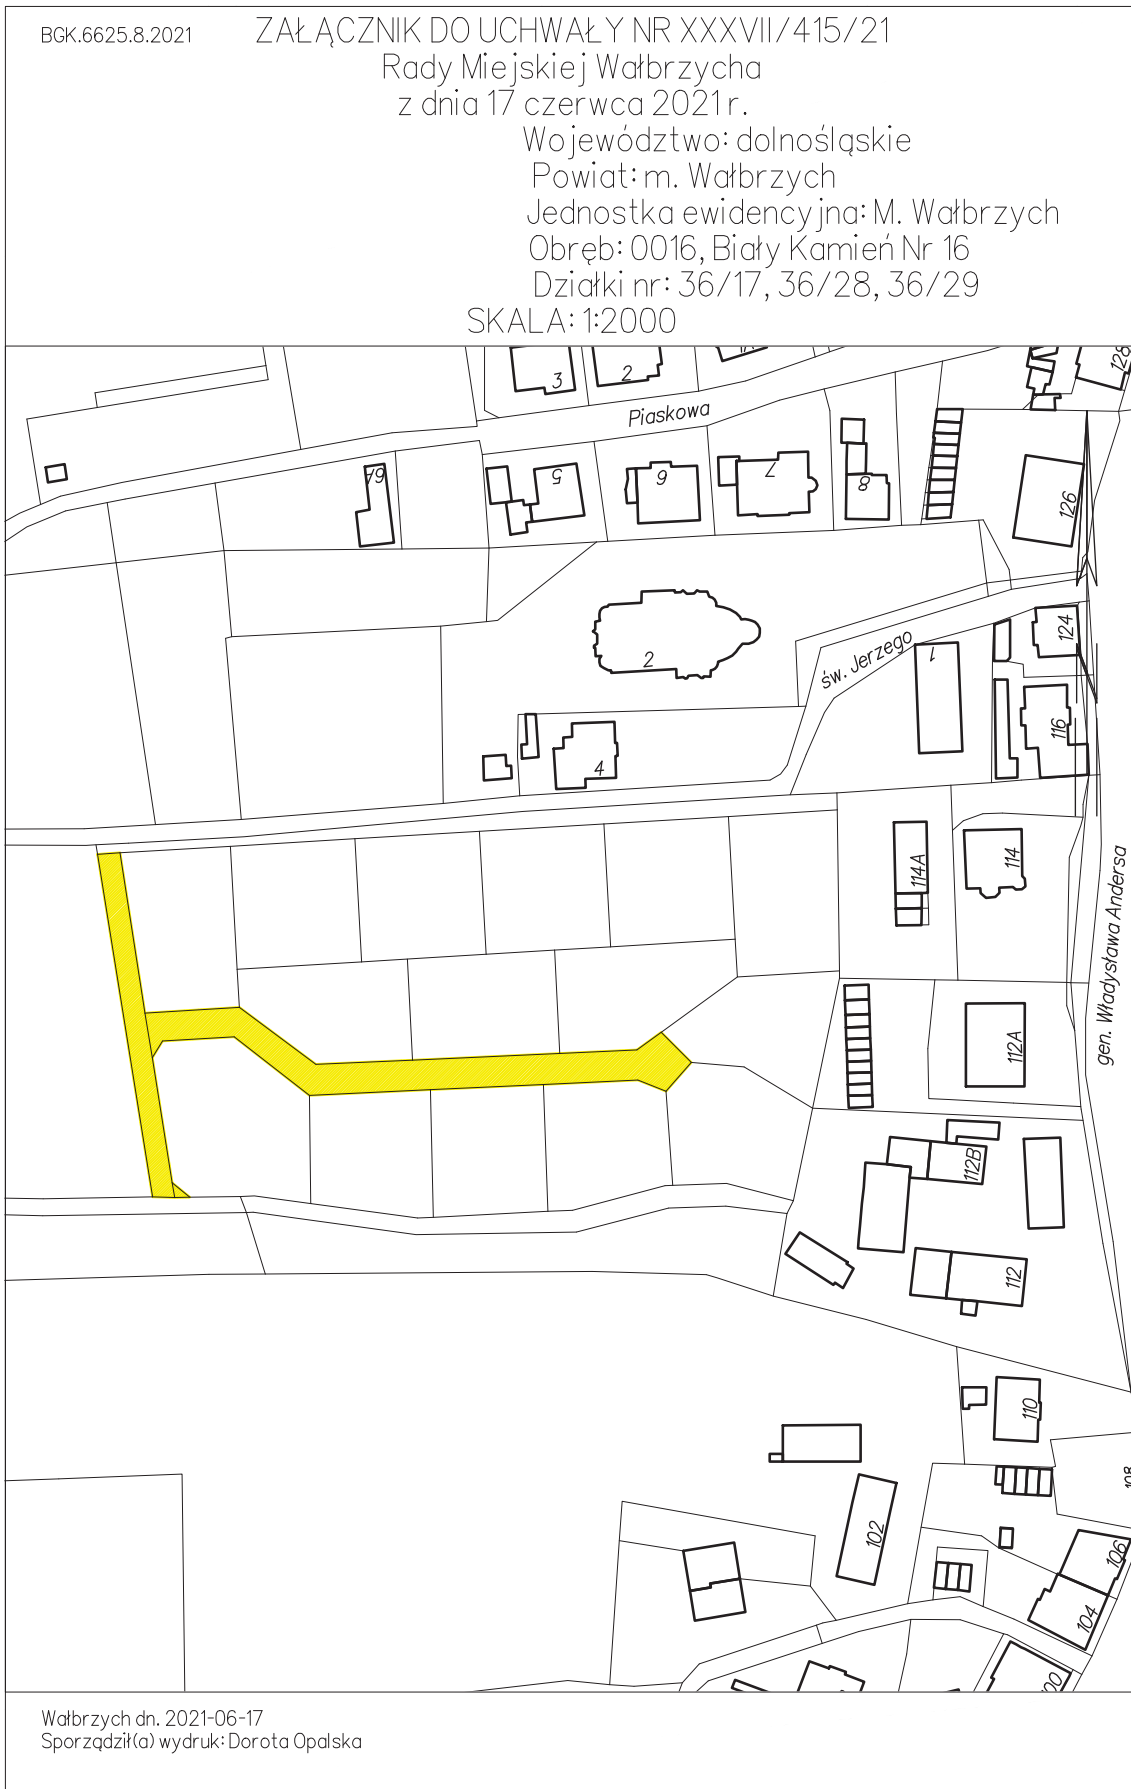 BGK.6625.8.2021
ZAŁĄCZNIK DO UCHWAŁY NR XXXVII/415/21
Rady Miejskiej Wałbrzycha
z dnia 17 czerwca 2021 r.
Województwo: dolnośląskie
Powiat: m. Wałbrzych
Jednostka ewidencyjna: M. Wałbrzych
Obręb: 0016, Biały Kamień Nr 16
Działki nr: 36/17, 36/28, 36/29
SKALA: 1:2000
128
3
2
Piaskowa
6A
5
6
7
8
126
124
2
św. Jerzego
1
116
4
114A
114
gen. Władysława Andersa
112A
112B
112
110
108
102
106
104
Wałbrzych dn. 2021-06-17
Sporządził(a) wydruk: Dorota Opalska